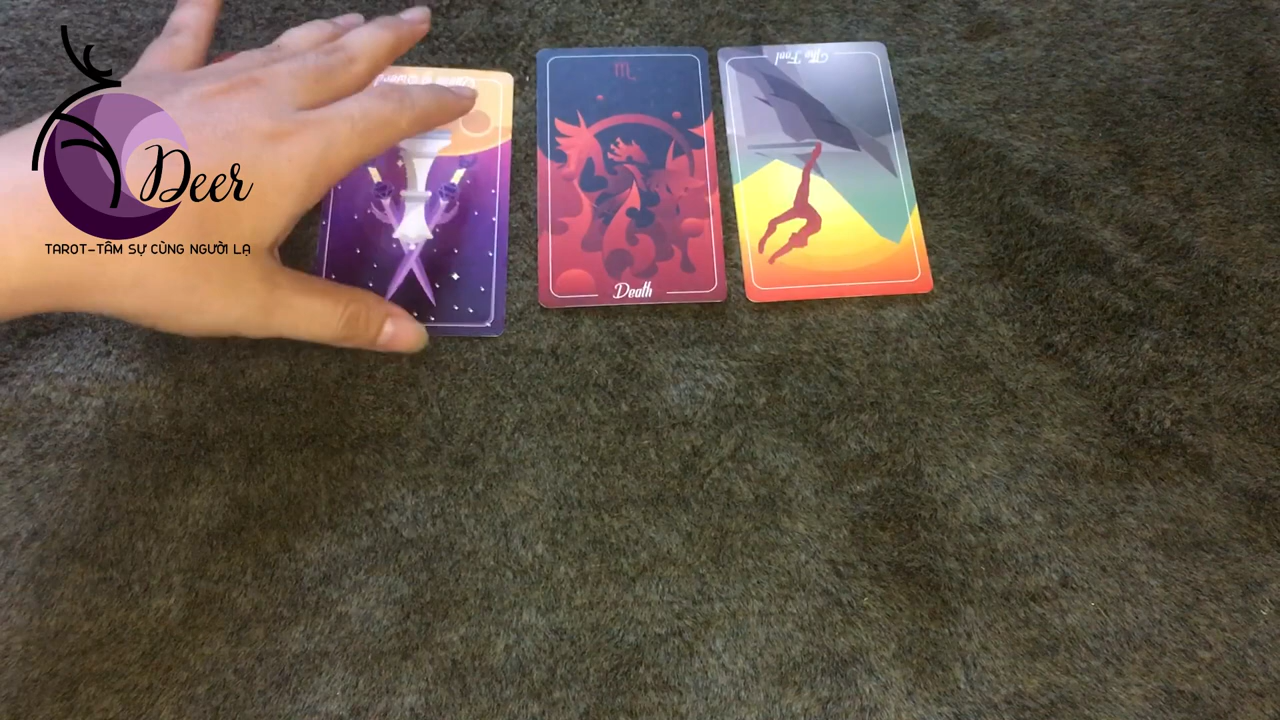 Deer
TAROT-TÂM SỰ CÙNG NGƯỜI LẠ
Death
The Fool